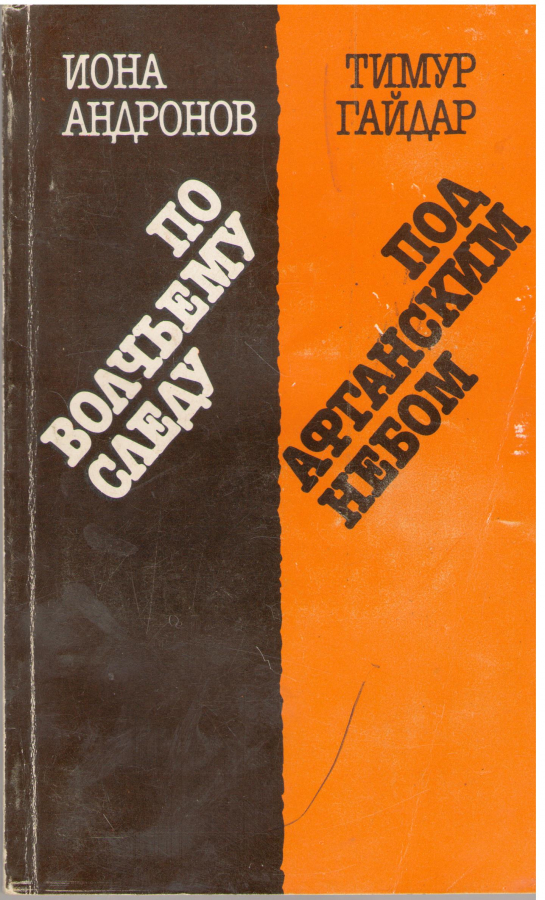 ИОНА
АНДРОНОВ
ПО
ВОЛЧЬЕМУ
СЛЕДУ
ТИМУР
ГАЙДАР
ПОД
АФГАНСКИМ
НЕБОМ